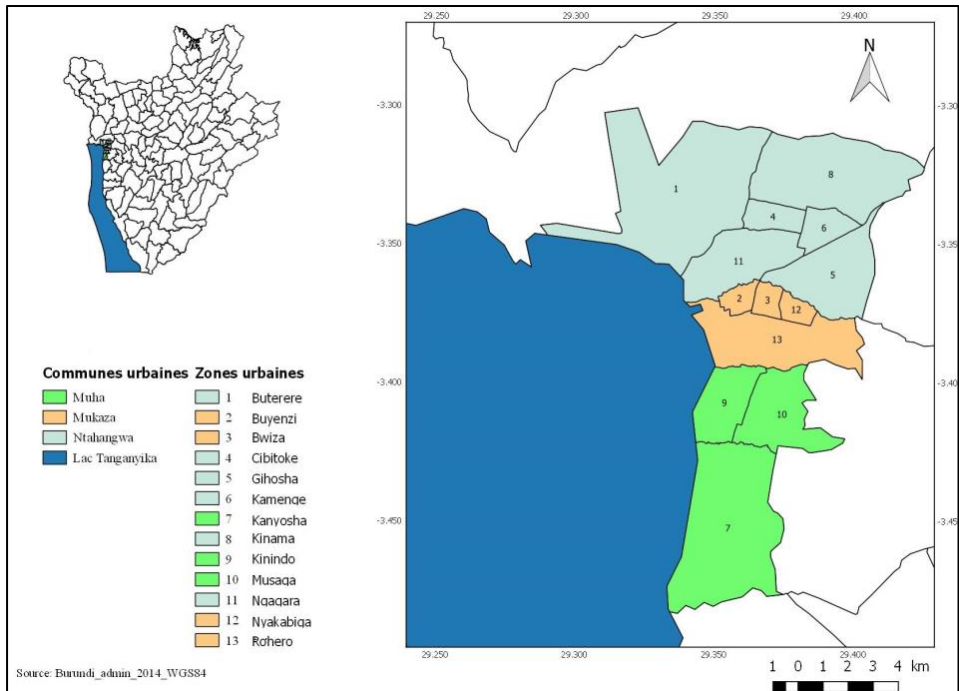 29.250 29.300 29.350 29.400
N
-3.300 -3.30
1
8
4
6
-3.350 -3.35
11
5
2 3 12
13
-3.400 -3.40
9
10
-3.450 -3.45
7
29.250 29.300 29.350 29.400
1 0 1 2 3 4 km
Communes urbaines
Muha
Mukaza
Ntahangwa
Lac Tanganyika
Zones urbaines
1 Buterere
2 Buyenzi
3 Bwiza
4 Cibitoke
5 Gihosha
6 Kamenge
7 Kanyosha
8 Kinama
9 Kinindo
10 Musaga
11 Ngagara
12 Nyakabiga
13 Rohero
Source: Burundi_admin_2014_WGS84